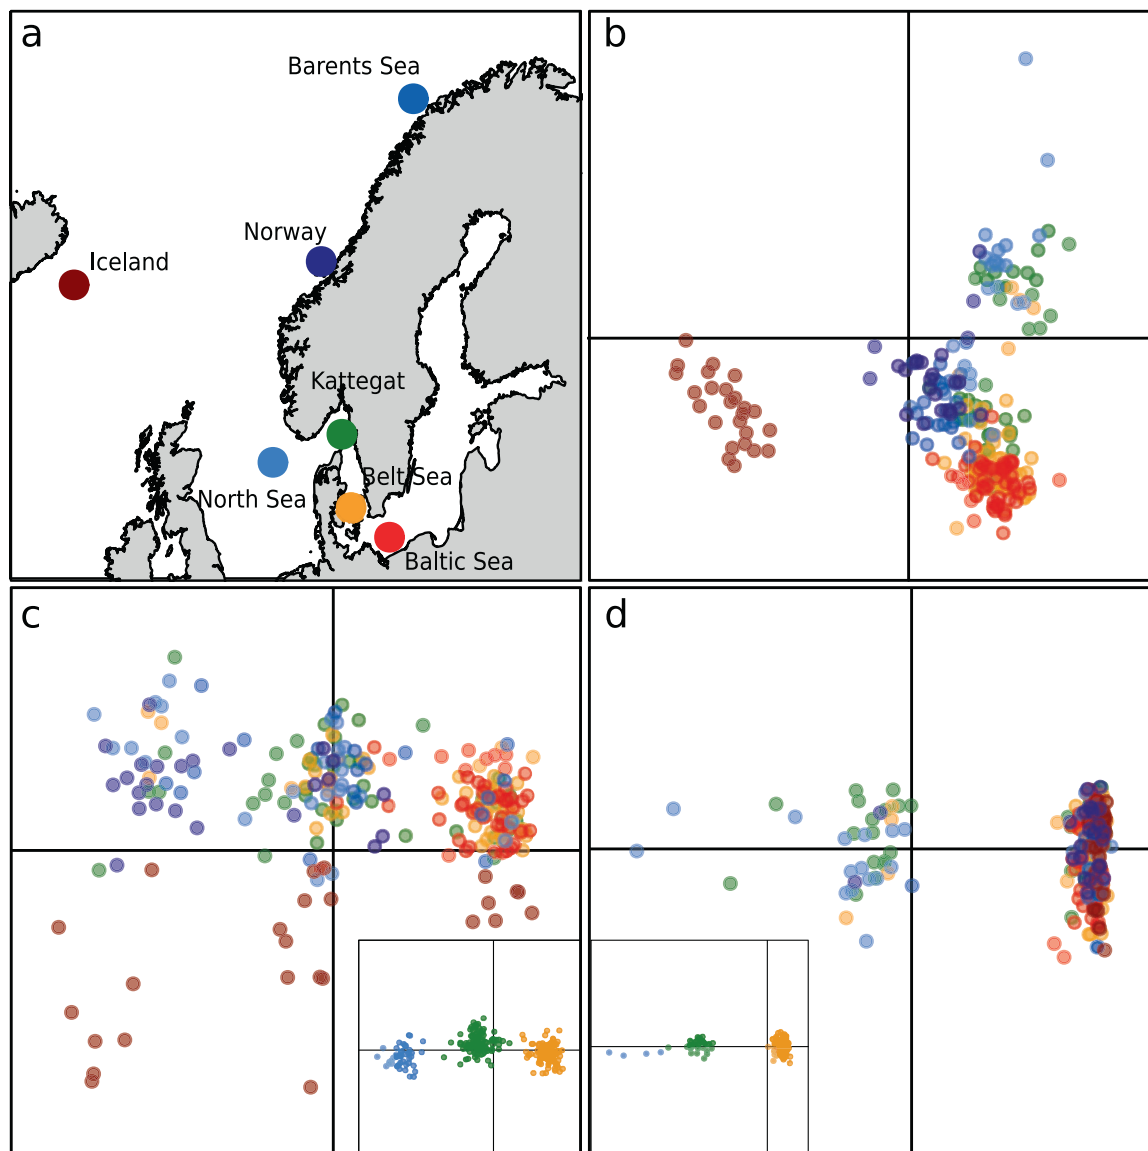 a
Barents Sea
Norway
Iceland
Kattegat
Belt Sea
North Sea
Baltic Sea
b
c
d